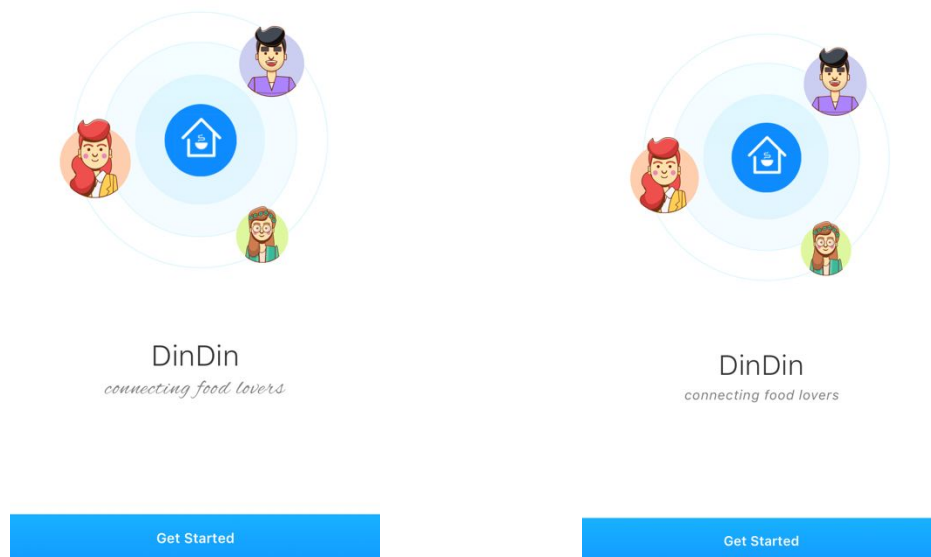 DinDin
connecting food lovers
Get Started
DinDin
connecting food lovers
Get Started